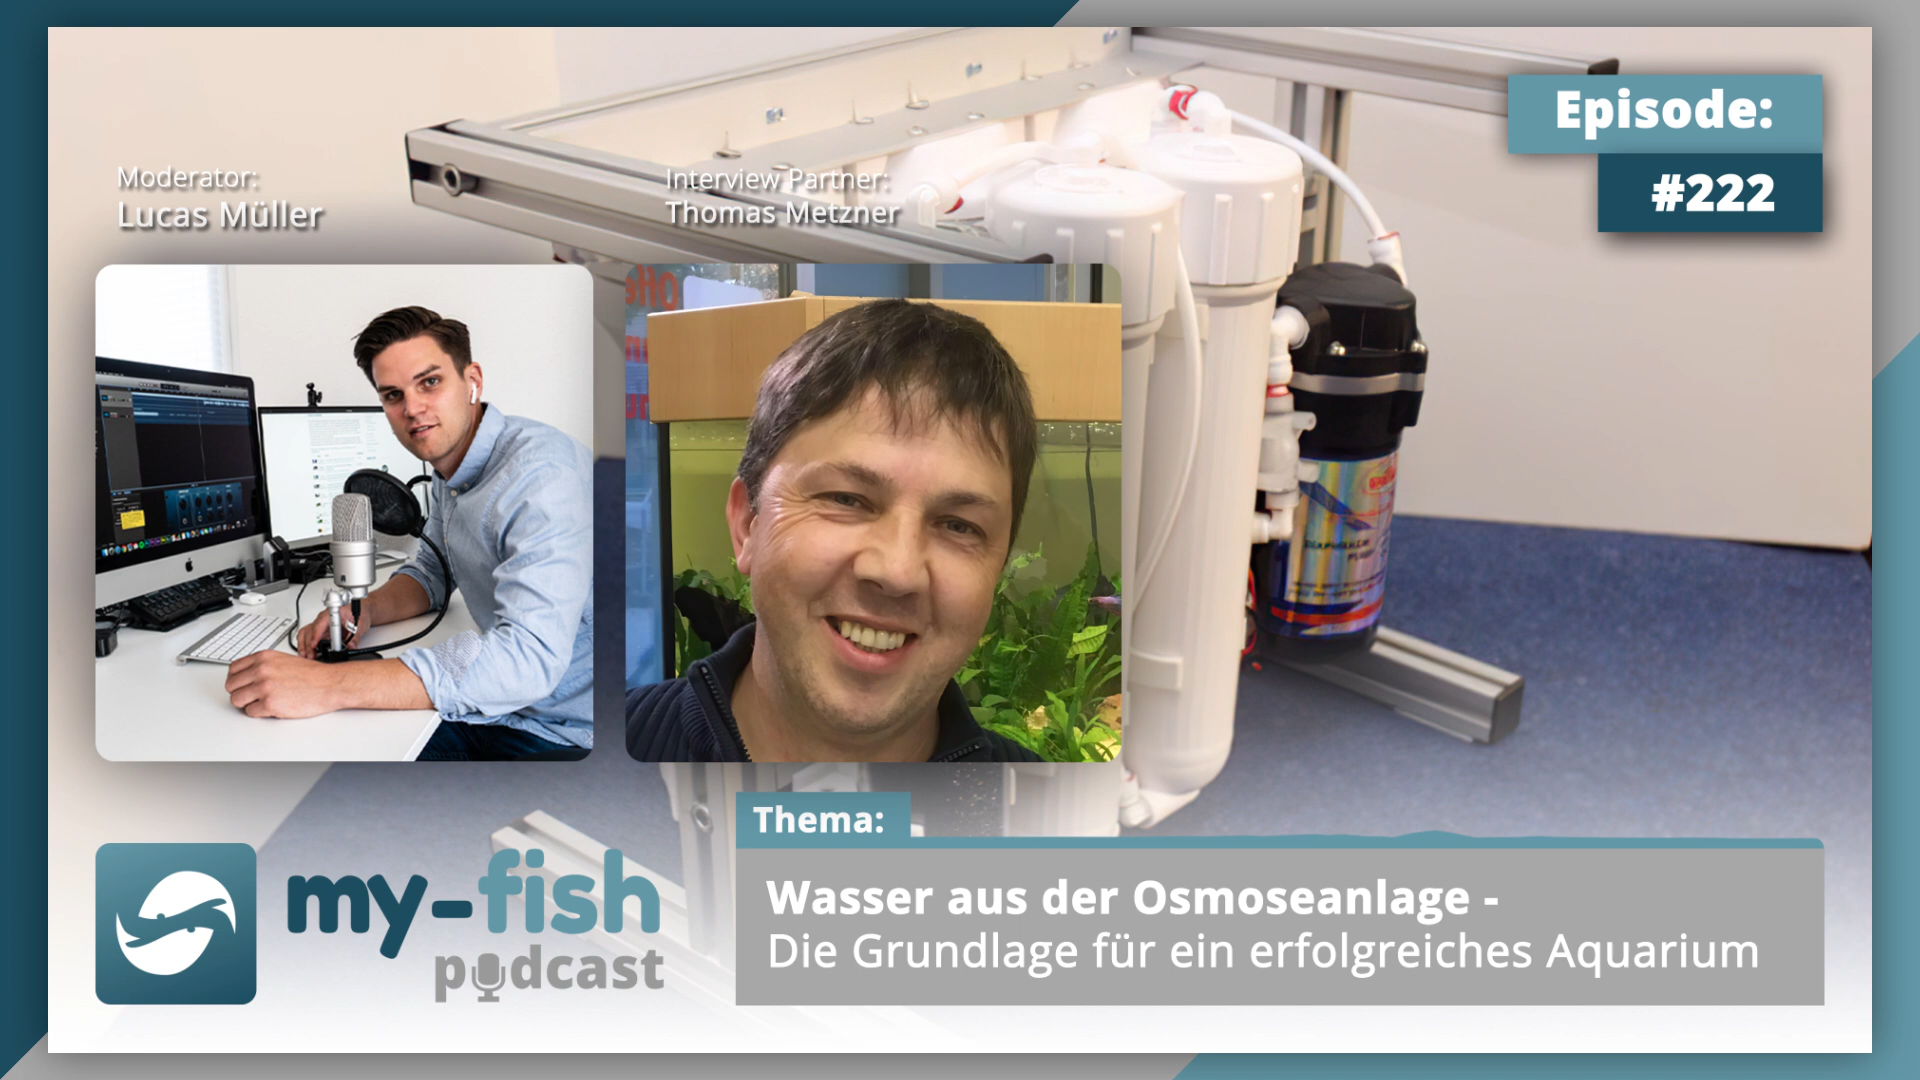 Episode:
#222
Moderator:
Lucas Müller
Interview Partner:
Thomas Metzner
Thema:
Wasser aus der Osmoseanlage -
Die Grundlage für ein erfolgreiches Aquarium
my-fish
podcast